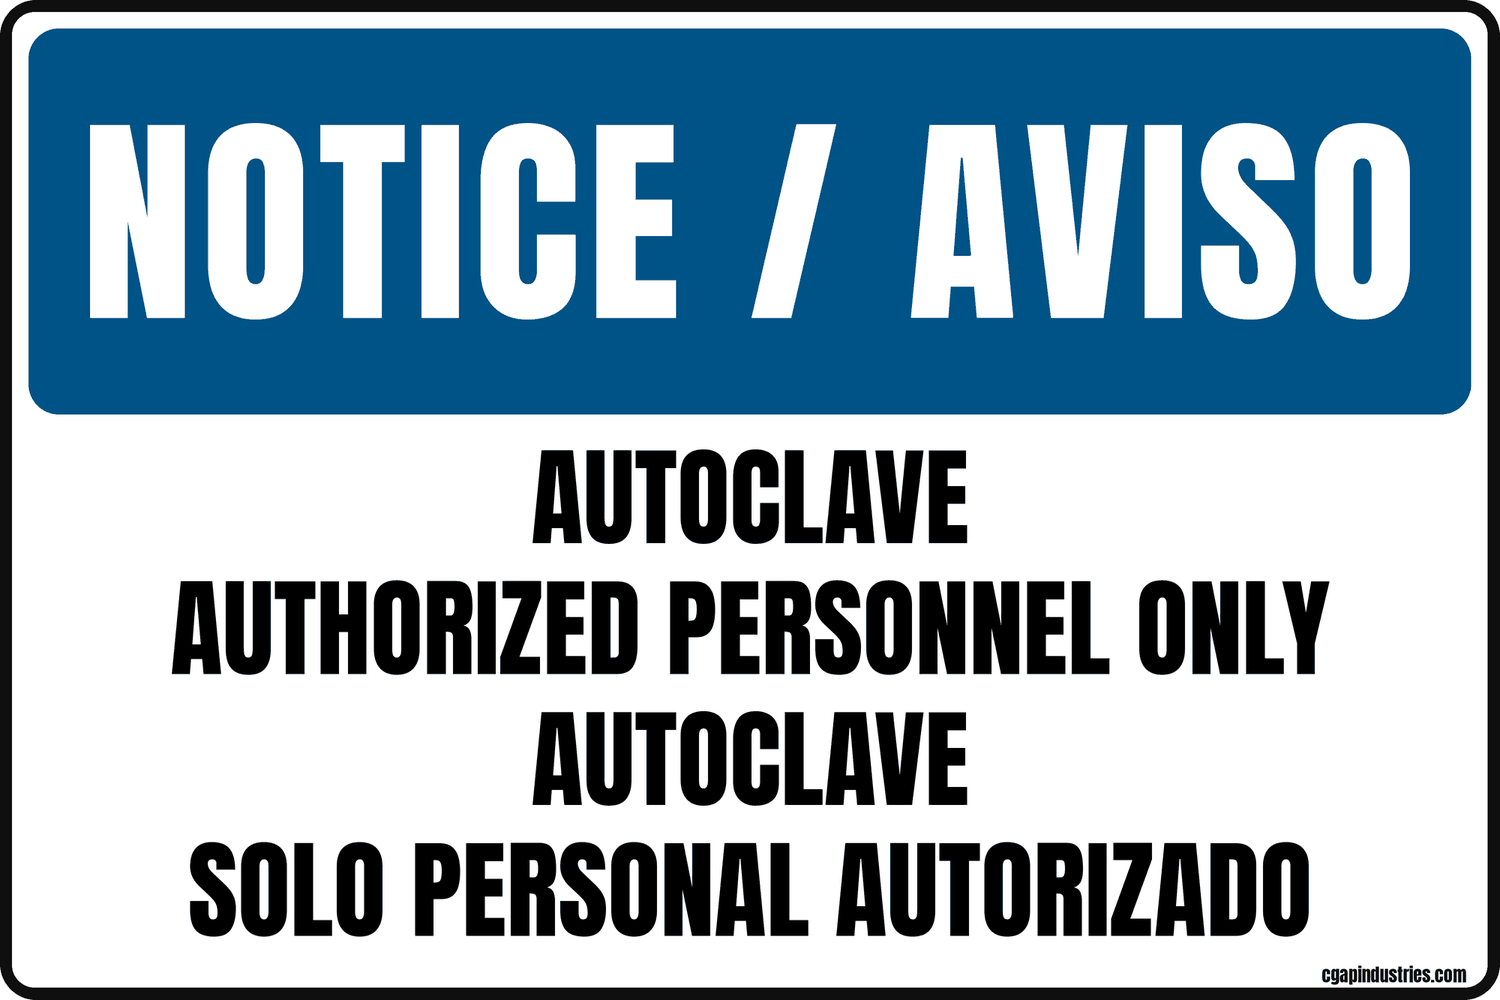 NOTICE / AVISO
AUTOCLAVE
AUTHORIZED PERSONNEL ONLY
AUTOCLAVE
SOLO PERSONAL AUTORIZADO
cgapindustries.com